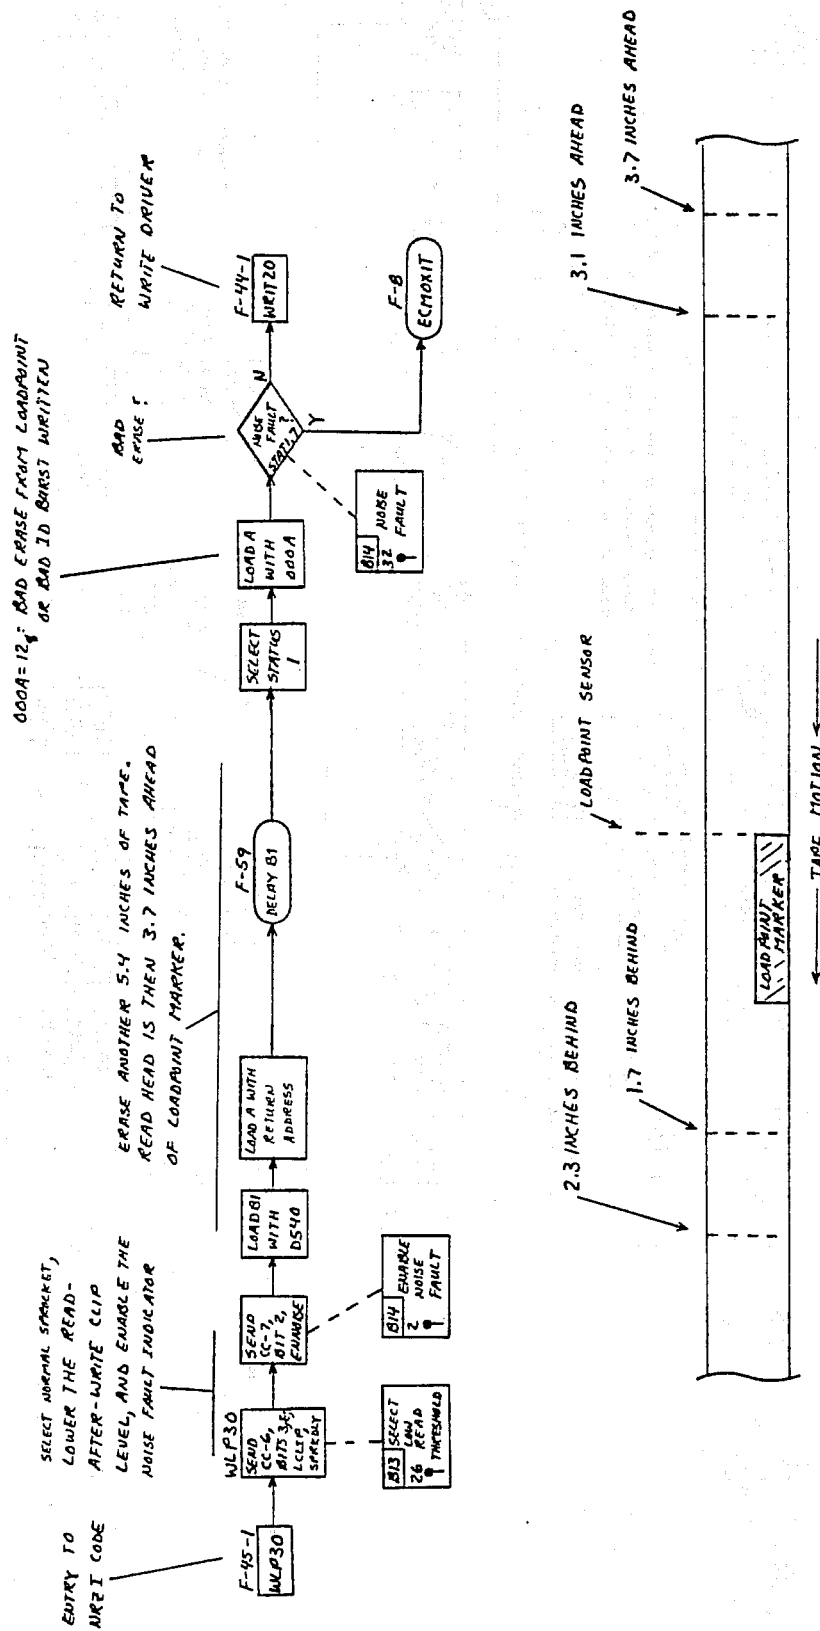 ENTRY TO
NRZI CODE
F-45-1
WLP30
SELECT NORMAL SPROCKET,
LOWER THE READ-
AFTER-WRITE CLIP
LEVEL, AND ENABLE THE
NOISE FAULT INDICATOR
WLP30
SEND
CC-6,
BITS 3,5,
LCLIP,
SPRKDLY
B13
26
SELECT
LOW
READ
THRESHOLD
SEND
CC-7,
BIT 2,
ENNOISE
B14
2
ENABLE
NOISE
FAULT
ERASE ANOTHER 5.4 INCHES OF TAPE.
READ HEAD IS THEN 3.7 INCHES AHEAD
OF LOADPOINT MARKER.
LOAD B1
WITH
D540
LOAD A WITH
RETURN
ADDRESS
F-59
DELAY B1
000A = 12₈: BAD ERASE FROM LOADPOINT
OR BAD ID BURST WRITTEN
SELECT
STATUS
1
LOAD A
WITH
000A
BAD
ERASE?
NOISE
FAULT
?
STAT1,7
N
Y
B14
32
NOISE
FAULT
RETURN TO
WRITE DRIVER
F-44-1
WRIT20
F-8
ECMOXIT
2.3 INCHES BEHIND
1.7 INCHES BEHIND
LOADPOINT
MARKER
LOADPOINT SENSOR
TAPE MOTION
3.1 INCHES AHEAD
3.7 INCHES AHEAD